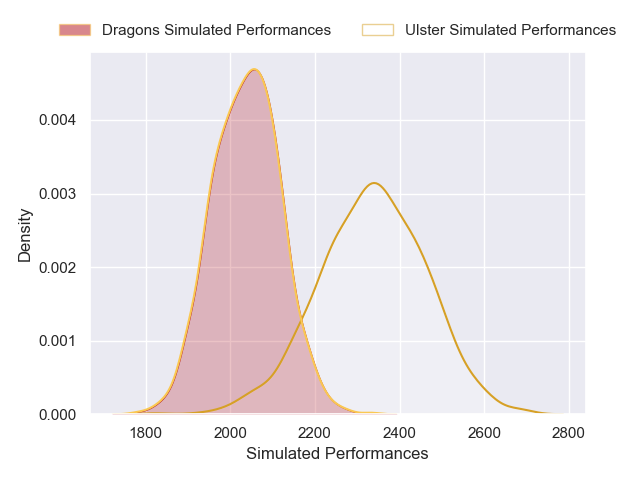 Dragons Simulated Performances
Ulster Simulated Performances
Density
0.004
0.003
0.002
0.001
0.000
1800 2000 2200 2400 2600 2800
Simulated Performances